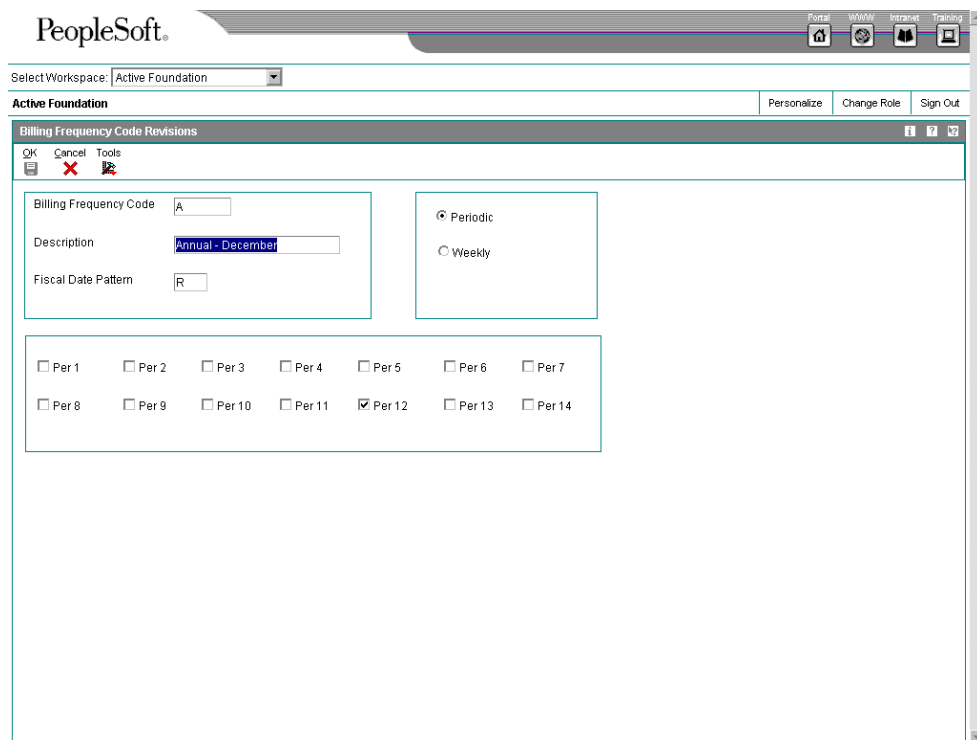 PeopleSoft.
Portal WWW Intranet Training
Select Workspace: Active Foundation
Active Foundation Personalize Change Role Sign Out
Billing Frequency Code Revisions i ? ?
OK Cancel Tools
Billing Frequency Code A
Description Annual - December
Fiscal Date Pattern R
Periodic
Weekly
Per 1 Per 2 Per 3 Per 4 Per 5 Per 6 Per 7
Per 8 Per 9 Per 10 Per 11 Per 12 Per 13 Per 14